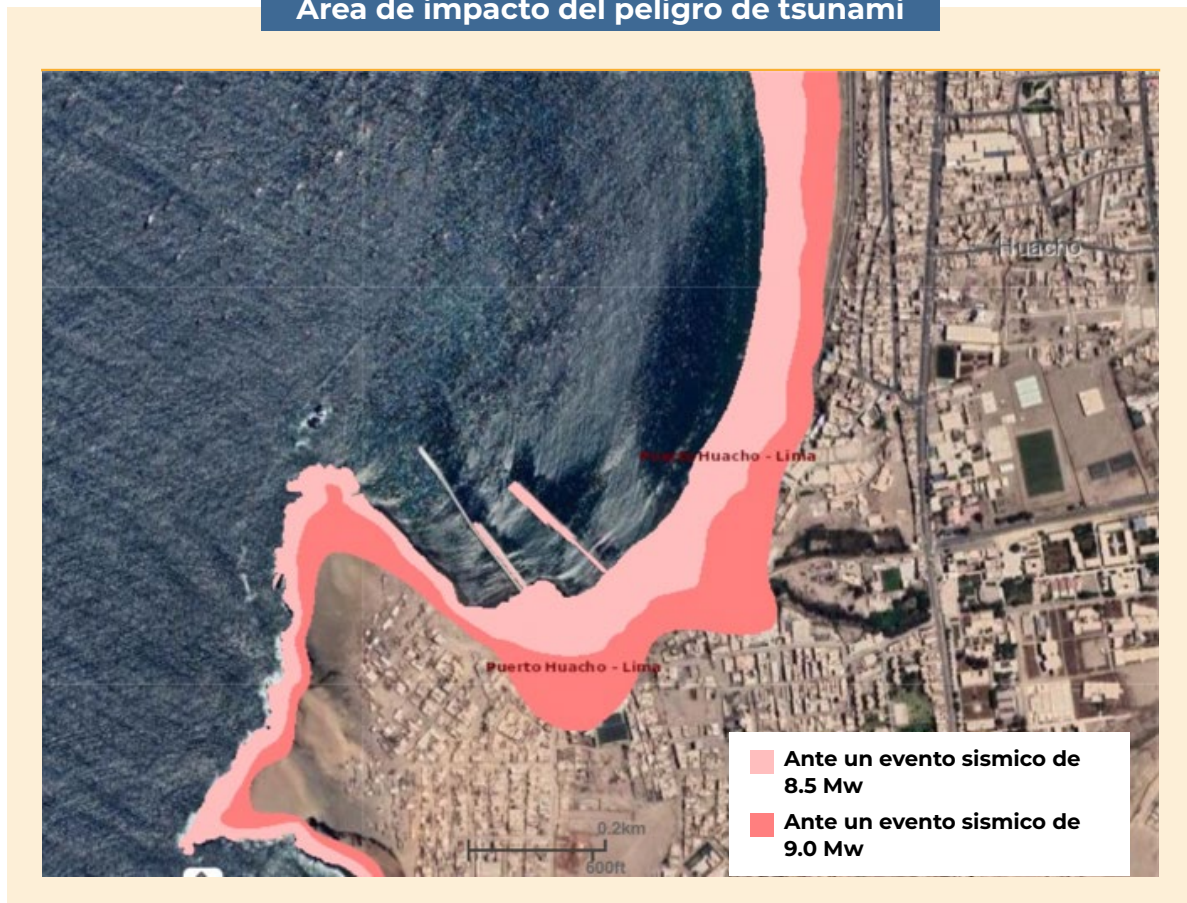 Área de impacto del peligro de tsunami
Huacho
Huacho - Lima
Puerto Huacho - Lima
Ante un evento sismico de
8.5 Mw
Ante un evento sismico de
9.0 Mw
0.2km
600ft